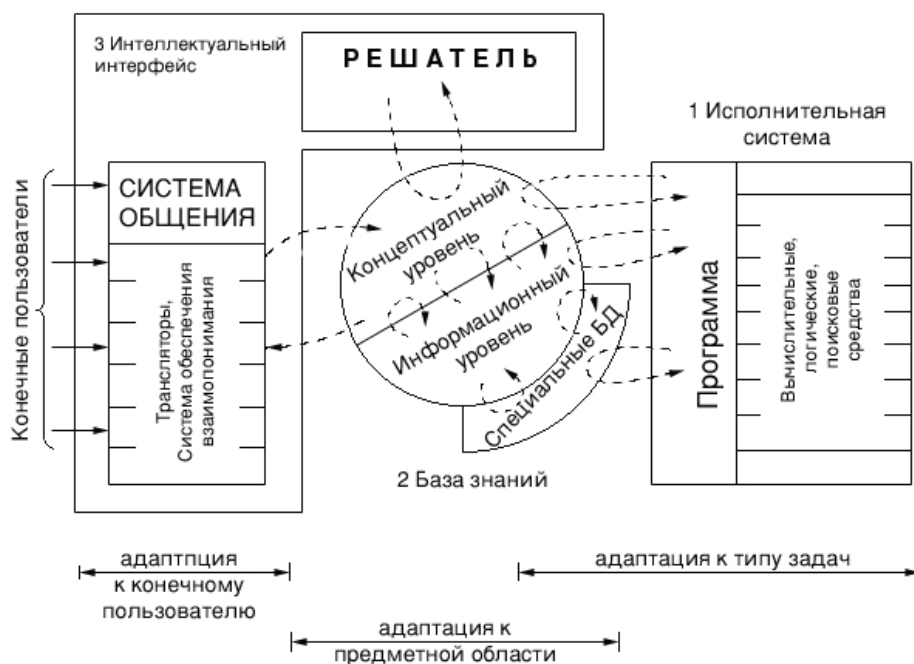 3 Интеллектуальный
интерфейс
РЕШАТЕЛЬ
1 Исполнительная
система
Конечные пользователи
СИСТЕМА
ОБЩЕНИЯ
Трансляторы,
Система обеспечения
взаимопонимания
Концептуальный
уровень
Информационный
уровень
Специальные БД
Программа
Вычислительные,
логические,
поисковые
средства
2 База знаний
адаптпция
к конечному
пользователю
адаптация к типу задач
адаптация к
предметной области